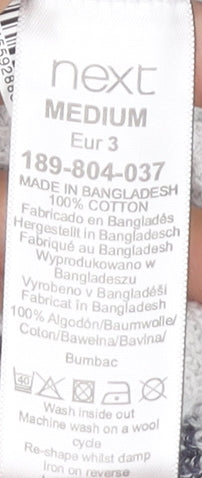 next
MEDIUM
Eur 3
189-804-037
MADE IN BANGLADESH
100% COTTON
Fabricado en Bangladés
Hergestellt in Bangladesch
Fabriqué au Bangladesh
Wyprodukowano w
Bangladeszu
Vyrobeno v Bangladéši
Fabricat în Bangladesh
100% Algodón/Baumwolle/
Coton/Bawełna/Bavlna/
Bumbac
40
Wash inside out
Machine wash on a wool
cycle
Re-shape whilst damp
Iron on reverse